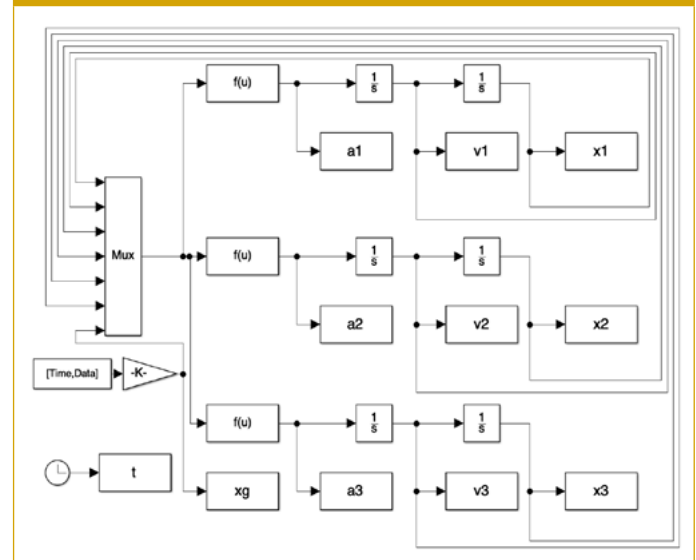 f(u) 1/s 1/s
a1 v1 x1
Mux
f(u) 1/s 1/s
a2 v2 x2
[Time,Data] -K-
f(u) 1/s 1/s
t xg a3 v3 x3